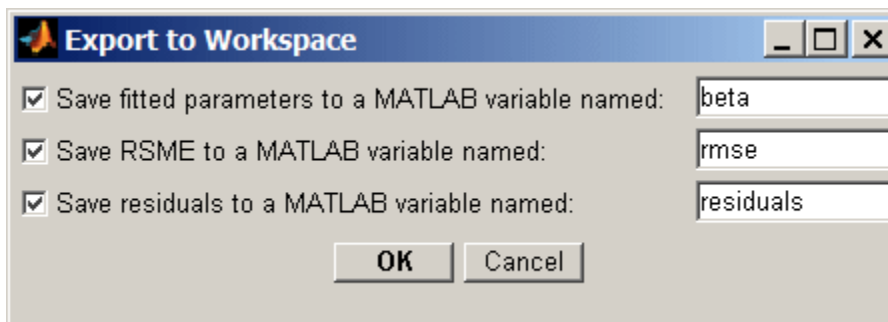 Export to Workspace
Save fitted parameters to a MATLAB variable named: beta
Save RSME to a MATLAB variable named: rmse
Save residuals to a MATLAB variable named: residuals
OK Cancel